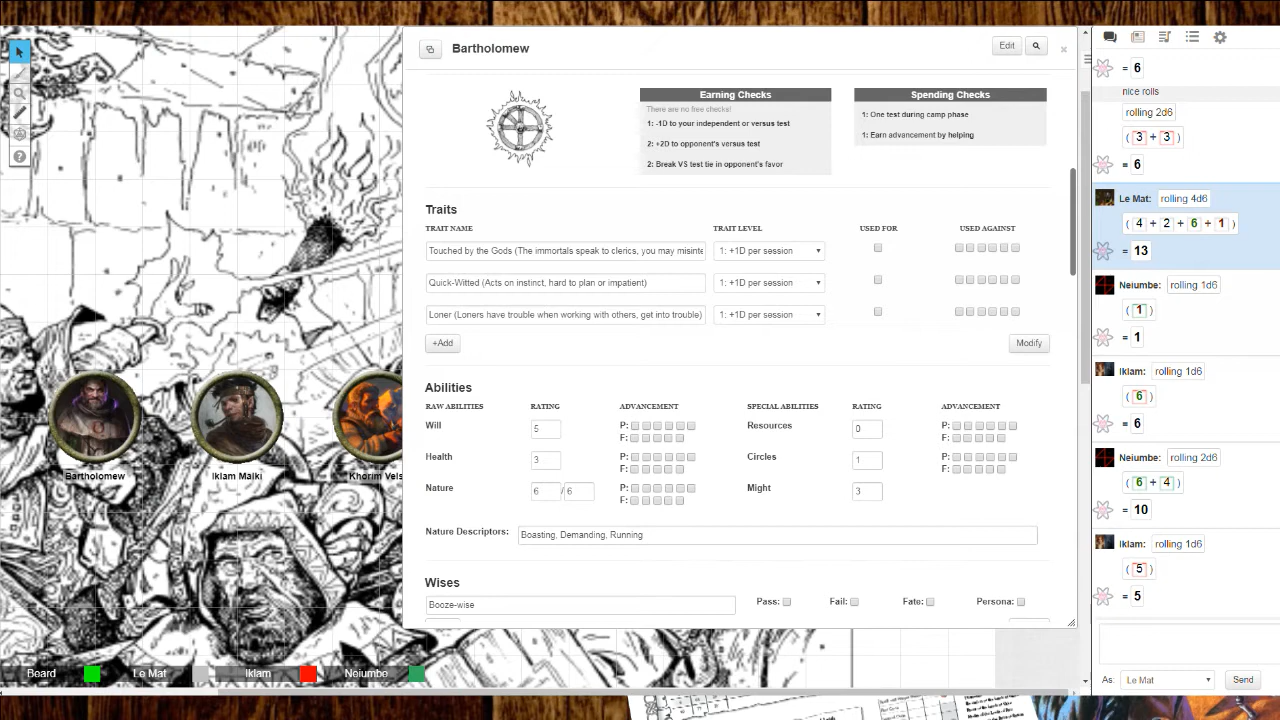 Bartholomew
Edit
Earning Checks
There are no free checks!
1: -1D to your independent or versus test
2: +2D to opponent's versus test
2: Break VS test tie in opponent's favor
Spending Checks
1: One test during camp phase
1: Earn advancement by helping
Traits
TRAIT NAME TRAIT LEVEL USED FOR USED AGAINST
Touched by the Gods (The immortals speak to clerics, you may misinte 1: +1D per session
Quick-Witted (Acts on instinct, hard to plan or impatient) 1: +1D per session
Loner (Loners have trouble when working with others, get into trouble) 1: +1D per session
+Add Modify
Abilities
RAW ABILITIES RATING ADVANCEMENT SPECIAL ABILITIES RATING ADVANCEMENT
Will 5 P: F: Resources 0 P: F:
Health 3 P: F: Circles 1 P: F:
Nature 6 / 6 P: F: Might 3
Nature Descriptors: Boasting, Demanding, Running
Wises
Booze-wise Pass: Fail: Fate: Persona:
Bartholomew
Iklam Malki
Khorim Vels
Beard
Le Mat
Iklam
Neiumbe
= 6
nice rolls
rolling 2d6
( 3 + 3 )
= 6
Le Mat: rolling 4d6
( 4 + 2 + 6 + 1 )
= 13
Neiumbe: rolling 1d6
( 1 )
= 1
Iklam: rolling 1d6
( 6 )
= 6
Neiumbe: rolling 2d6
( 6 + 4 )
= 10
Iklam: rolling 1d6
( 5 )
= 5
As Le Mat Send